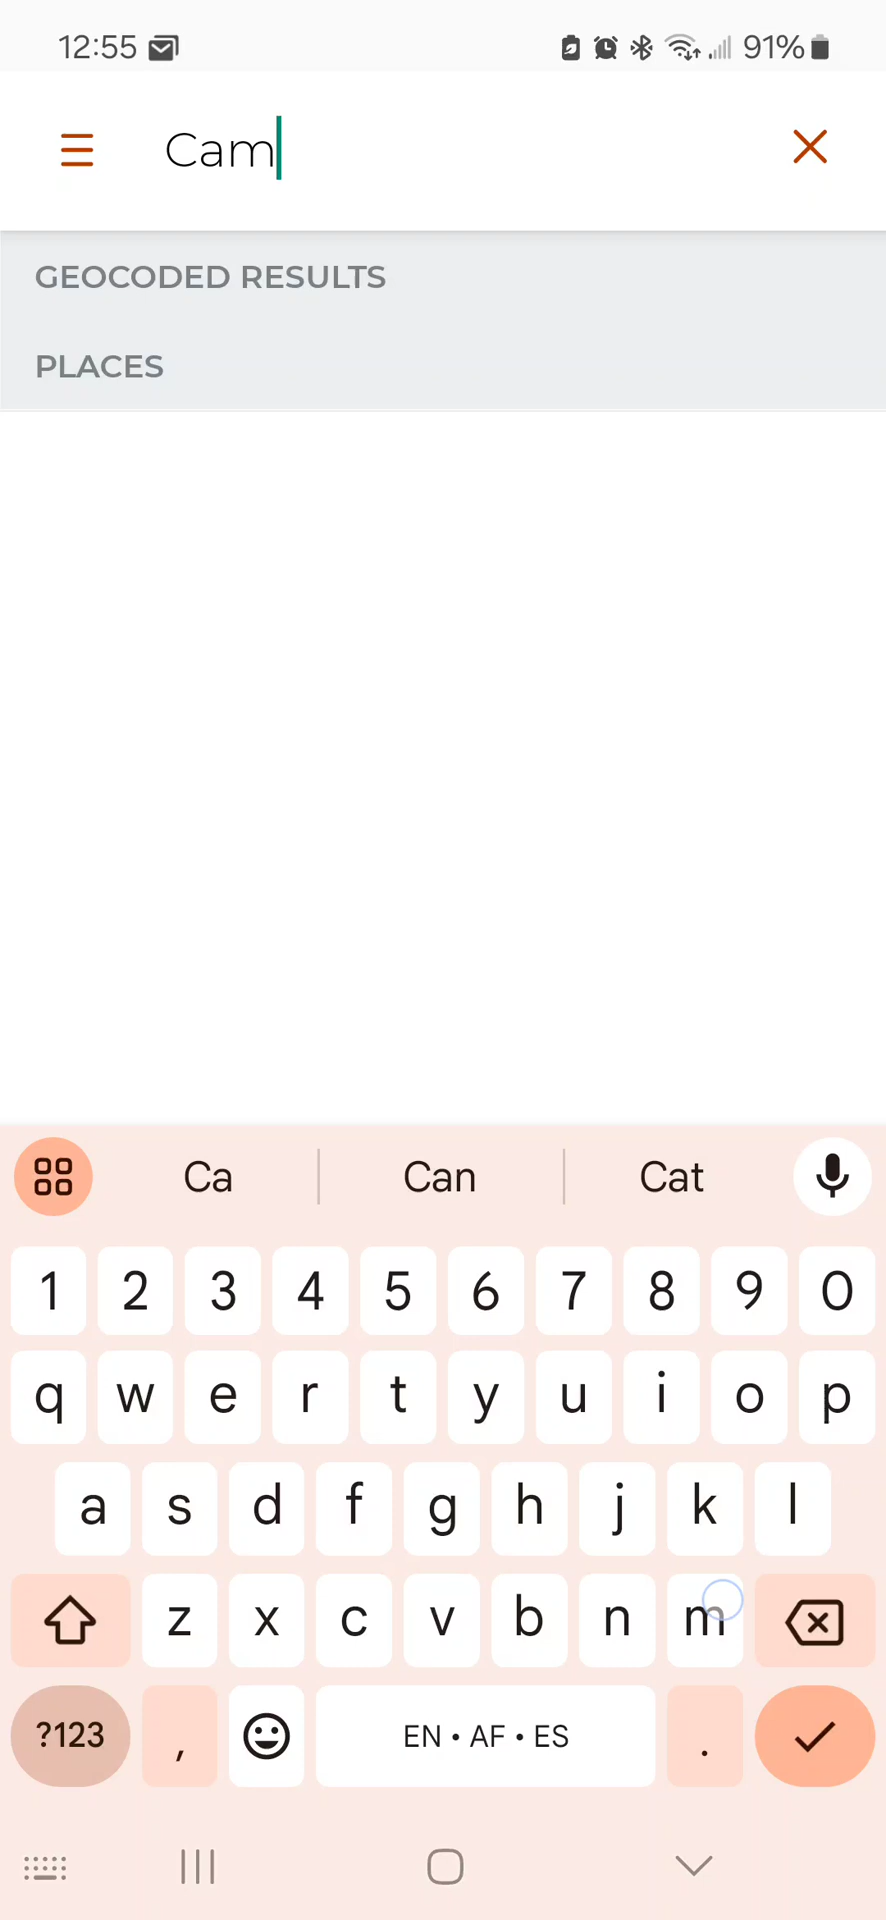 12:55
91%
Cam
GEOCODED RESULTS
PLACES
Ca Can Cat
1 2 3 4 5 6 7 8 9 0
q w e r t y u i o p
a s d f g h j k l
z x c v b n m
?123 , EN • AF • ES .